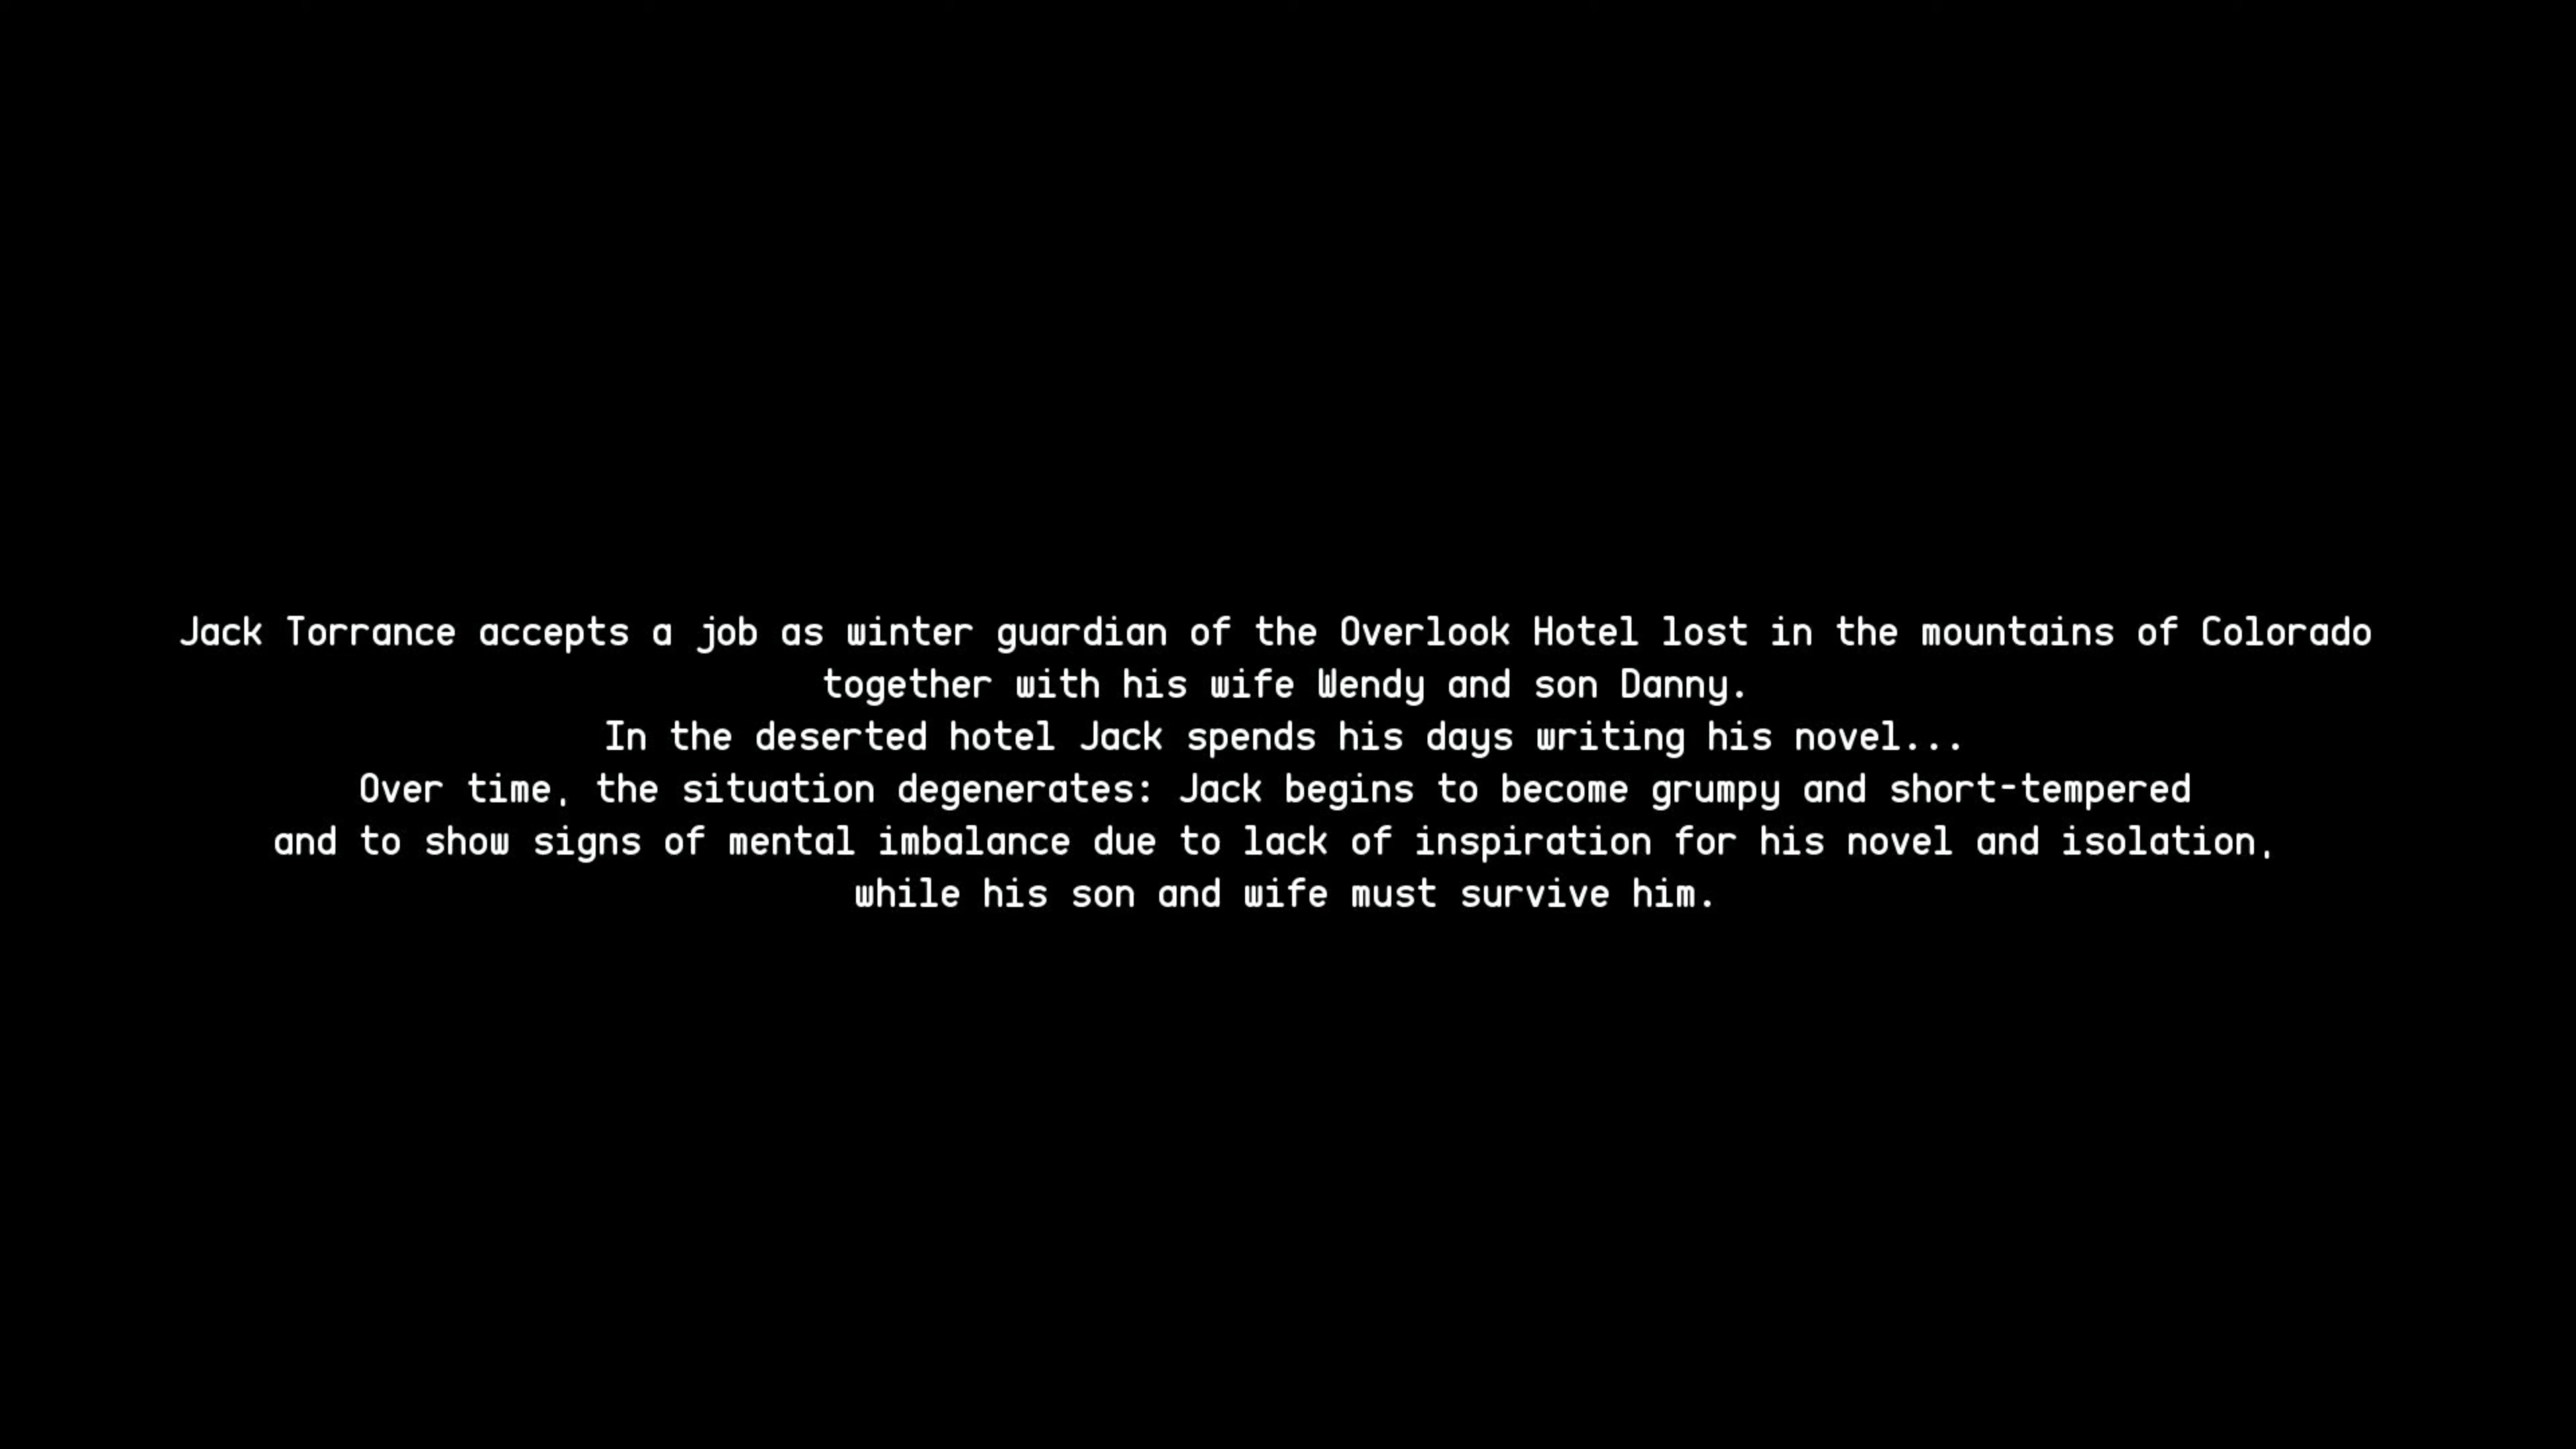 Jack Torrance accepts a job as winter guardian of the Overlook Hotel lost in the mountains of Colorado
together with his wife Wendy and son Danny.
In the deserted hotel Jack spends his days writing his novel...
Over time, the situation degenerates: Jack begins to become grumpy and short-tempered
and to show signs of mental imbalance due to lack of inspiration for his novel and isolation,
while his son and wife must survive him.